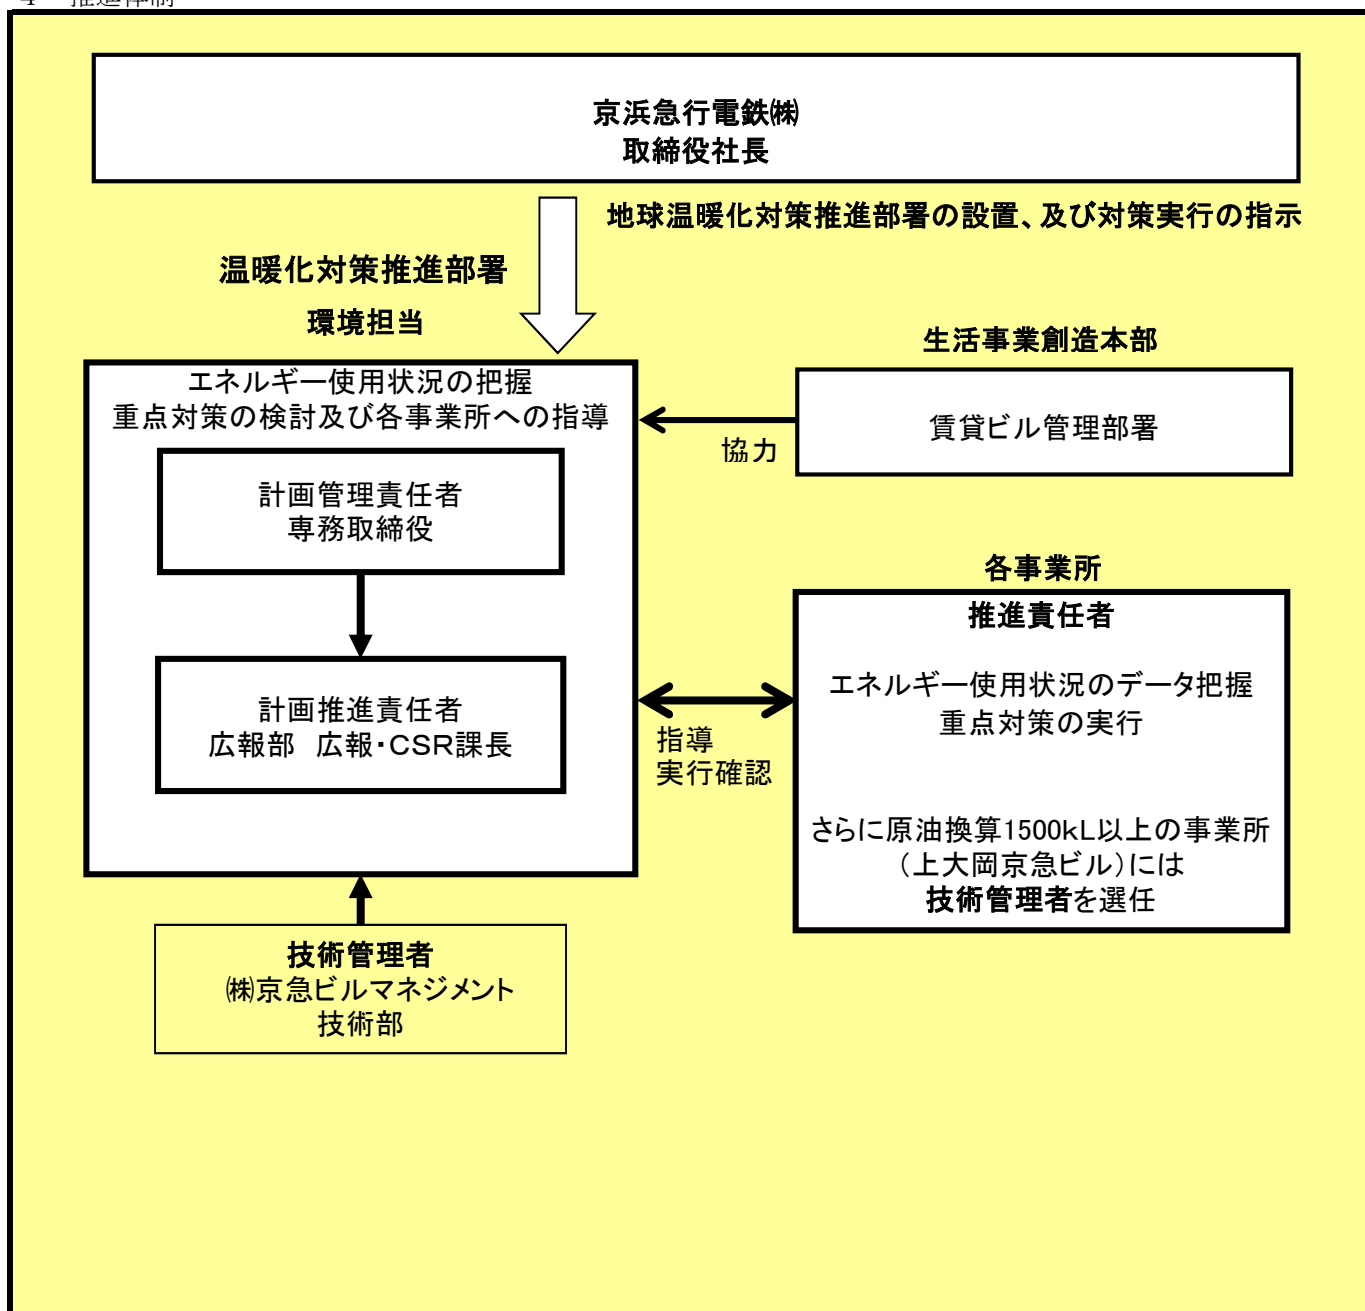 4 推進体制
京浜急行電鉄㈱
取締役社長
地球温暖化対策推進部署の設置、及び対策実行の指示
温暖化対策推進部署
環境担当
エネルギー使用状況の把握
重点対策の検討及び各事業所への指導
計画管理責任者
専務取締役
計画推進責任者
広報部 広報・CSR課長
技術管理者
㈱京急ビルマネジメント
技術部
生活事業創造本部
賃貸ビル管理部署
協力
各事業所
推進責任者
エネルギー使用状況のデータ把握
重点対策の実行
さらに原油換算1500kL以上の事業所
(上大岡京急ビル)には
技術管理者を選任
指導
実行確認